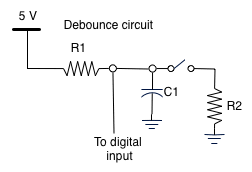 5 V
Debounce circuit
R1
C1
R2
To digital
input